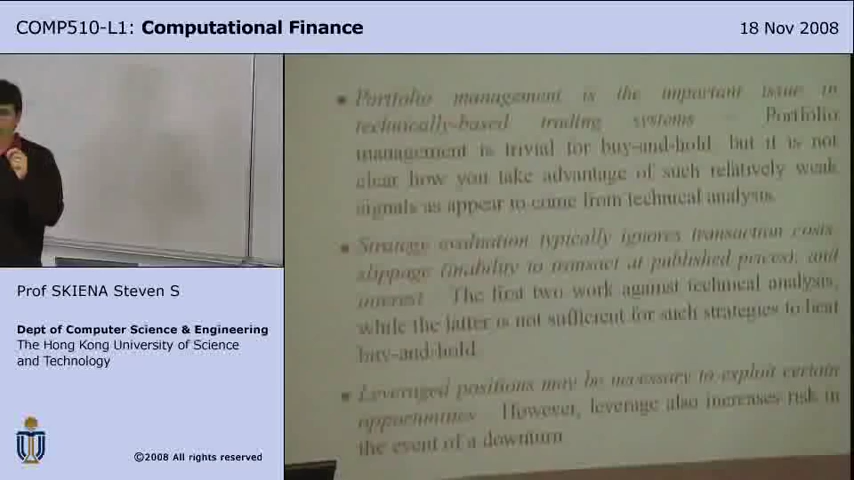 COMP510-L1: Computational Finance
18 Nov 2008
• Portfolio management is the important issue in
technically-based trading systems – Portfolio
management is trivial for buy-and-hold, but it is not
clear how you take advantage of such relatively weak
signals as appear to come from technical analysis.
• Strategy evaluation typically ignores transaction costs,
slippage (inability to transact at published prices), and
interest – The first two work against technical analysis,
while the latter is not sufficient for such strategies to beat
buy-and-hold.
• Leveraged positions may be necessary to exploit certain
opportunities – However, leverage also increases risk in
the event of a downturn.
Prof SKIENA Steven S
Dept of Computer Science & Engineering
The Hong Kong University of Science
and Technology
©2008 All rights reserved